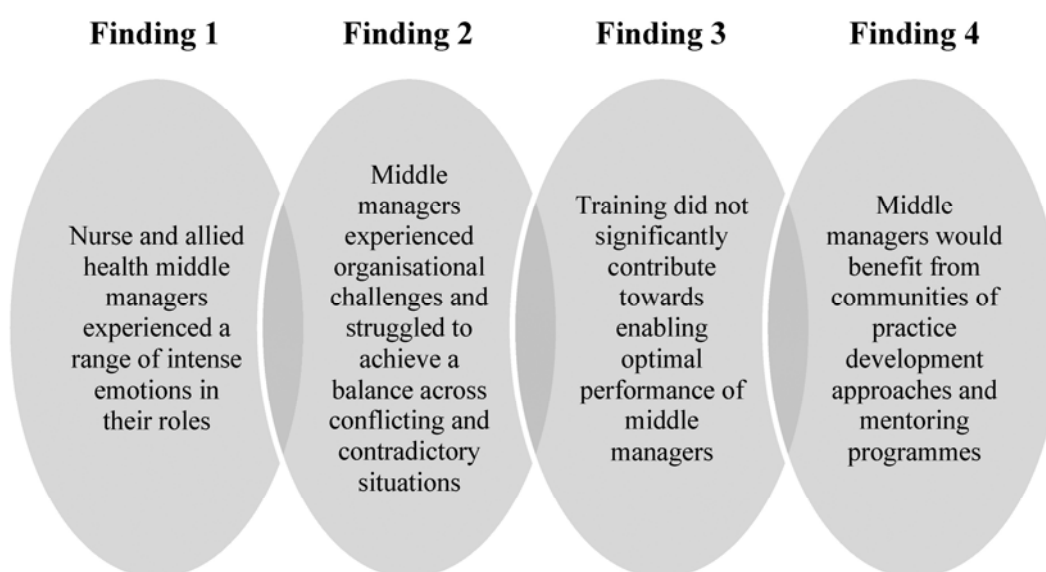 Finding 1
Nurse and allied
health middle
managers
experienced a
range of intense
emotions in
their roles
Finding 2
Middle
managers
experienced
organisational
challenges and
struggled to
achieve a
balance across
conflicting and
contradictory
situations
Finding 3
Training did not
significantly
contribute
towards
enabling
optimal
performance of
middle
managers
Finding 4
Middle
managers would
benefit from
communities of
practice
development
approaches and
mentoring
programmes